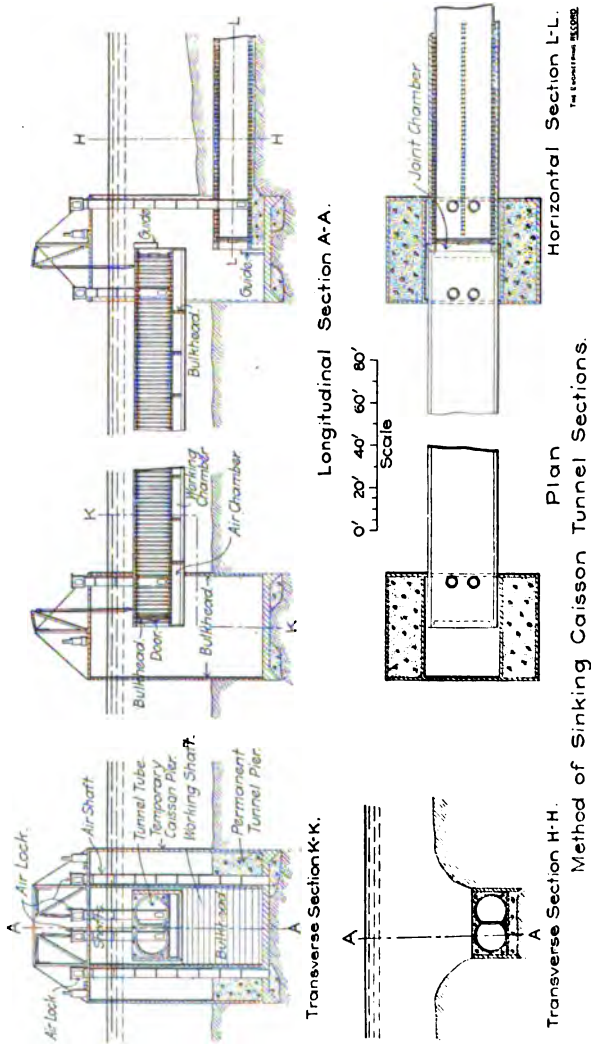 Air Lock.
Air Lock.
A
Shafts
Air Shaft
Tunnel Tube.
Temporary
Caisson Pier.
Working Shaft.
Permanent
Tunnel Pier.
Bulkhead
A
Transverse Section K-K.
K
Bulkhead
Door
Bulkhead
Working
Chamber
Air Chamber
K
Guide
Bulkhead
Guide
L
L
H
H
Longitudinal Section A-A.
0' 20' 40' 60' 80'
Scale
A
A
Transverse Section H-H.
Plan
Joint Chamber
Horizontal Section L-L.
THE ENGINEERING RECORD
Method of Sinking Caisson Tunnel Sections.